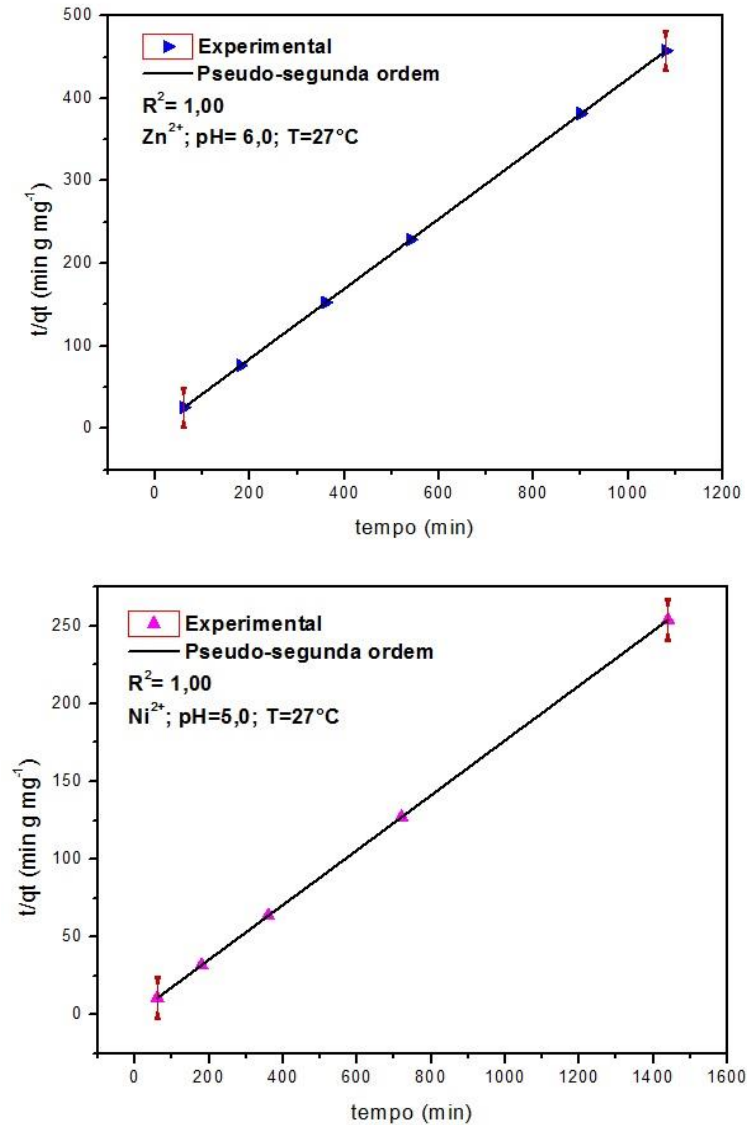 500
400
300
200
100
0
t/qt (min g mg⁻¹)
Experimental
Pseudo-segunda ordem
R²= 1,00
Zn²⁺; pH= 6,0; T=27°C
0 200 400 600 800 1000 1200
tempo (min)
250
200
150
100
50
0
t/qt (min g mg⁻¹)
Experimental
Pseudo-segunda ordem
R²= 1,00
Ni²⁺; pH=5,0; T=27°C
0 200 400 600 800 1000 1200 1400 1600
tempo (min)